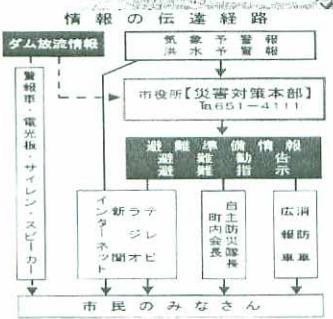 情報の伝達経路
ダム放流情報
気象予警報
洪水予警報
市役所【災害対策本部】
℡651-4111
避難準備情報
避難勧告
避難指示
警報車・電光板・サイレン・スピーカー
インターネット
新聞
ラジオ
テレビ
自主防災隊長
町内会長
広報車
消防車
市民のみなさん